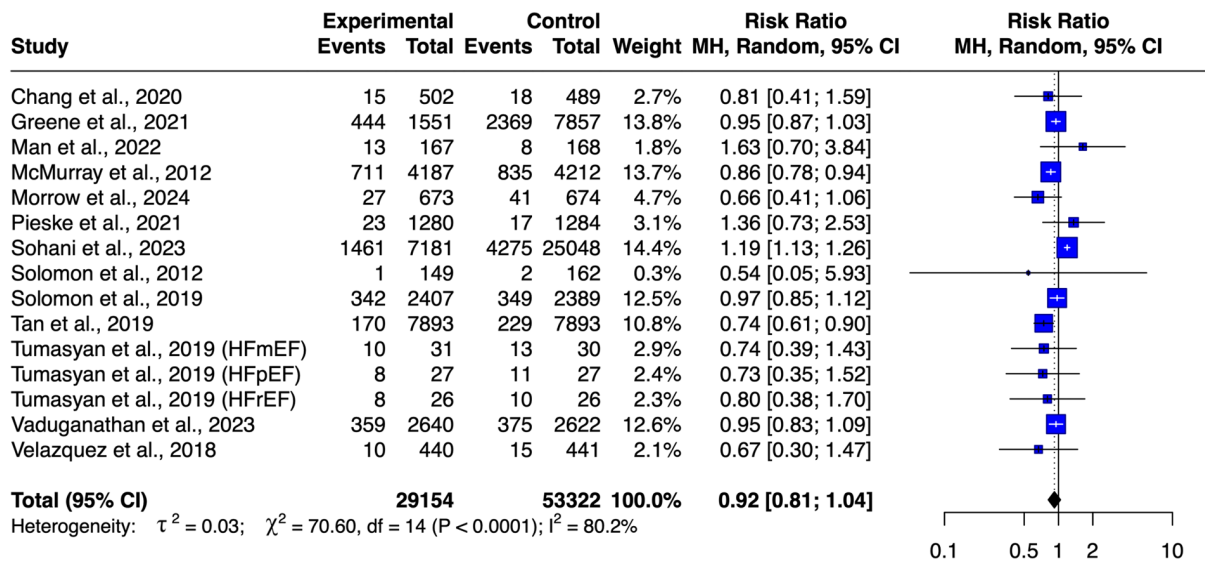 Experimental Control Risk Ratio Risk Ratio
Study Events Total Events Total Weight MH, Random, 95% CI MH, Random, 95% CI
Chang et al., 2020 15 502 18 489 2.7% 0.81 [0.41; 1.59]
Greene et al., 2021 444 1551 2369 7857 13.8% 0.95 [0.87; 1.03]
Man et al., 2022 13 167 8 168 1.8% 1.63 [0.70; 3.84]
McMurray et al., 2012 711 4187 835 4212 13.7% 0.86 [0.78; 0.94]
Morrow et al., 2024 27 673 41 674 4.7% 0.66 [0.41; 1.06]
Pieske et al., 2021 23 1280 17 1284 3.1% 1.36 [0.73; 2.53]
Sohani et al., 2023 1461 7181 4275 25048 14.4% 1.19 [1.13; 1.26]
Solomon et al., 2012 1 149 2 162 0.3% 0.54 [0.05; 5.93]
Solomon et al., 2019 342 2407 349 2389 12.5% 0.97 [0.85; 1.12]
Tan et al., 2019 170 7893 229 7893 10.8% 0.74 [0.61; 0.90]
Tumasyan et al., 2019 (HFmEF) 10 31 13 30 2.9% 0.74 [0.39; 1.43]
Tumasyan et al., 2019 (HFpEF) 8 27 11 27 2.4% 0.73 [0.35; 1.52]
Tumasyan et al., 2019 (HFrEF) 8 26 10 26 2.3% 0.80 [0.38; 1.70]
Vaduganathan et al., 2023 359 2640 375 2622 12.6% 0.95 [0.83; 1.09]
Velazquez et al., 2018 10 440 15 441 2.1% 0.67 [0.30; 1.47]
Total (95% CI) 29154 53322 100.0% 0.92 [0.81; 1.04]
Heterogeneity: τ² = 0.03; χ² = 70.60, df = 14 (P < 0.0001); I² = 80.2%
0.1 0.5 1 2 10